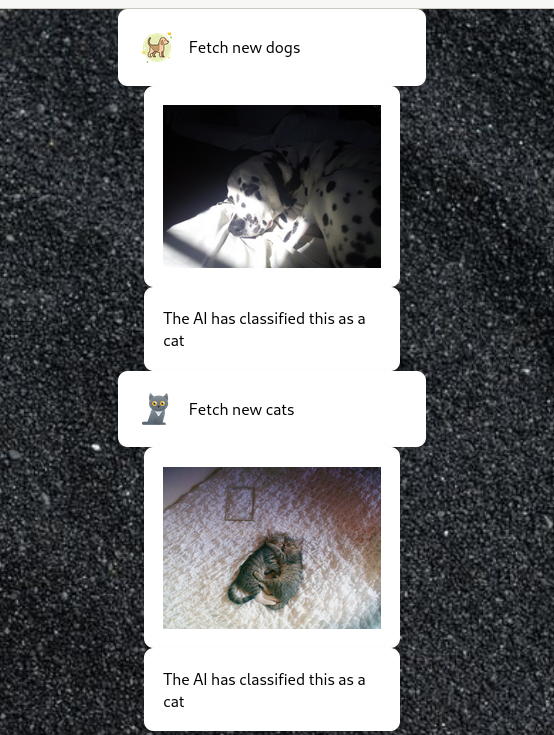 Fetch new dogs
The AI has classified this as a
cat
Fetch new cats
The AI has classified this as a
cat